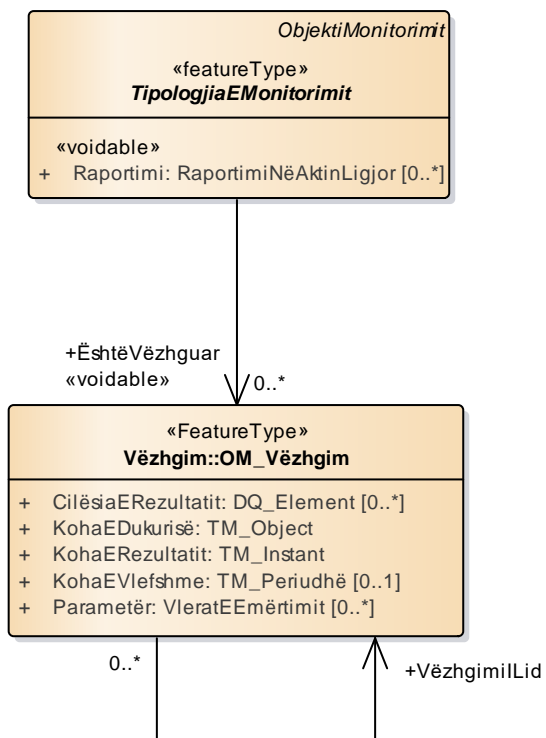 ObjektiMonitorimit
«featureType»
TipologjiaEMonitorimit
«voidable»
+ Raportimi: RaportimiNëAktinLigjor [0..*]
+ËshtëVëzhguar
«voidable»
0..*
«FeatureType»
Vëzhgim::OM_Vëzhgim
+ CilësiaERezultatit: DQ_Element [0..*]
+ KohaEDukurisë: TM_Object
+ KohaERezultatit: TM_Instant
+ KohaEVlefshme: TM_Periudhë [0..1]
+ Parametër: VleratEEmërtimit [0..*]
0..*
+VëzhgimiILid